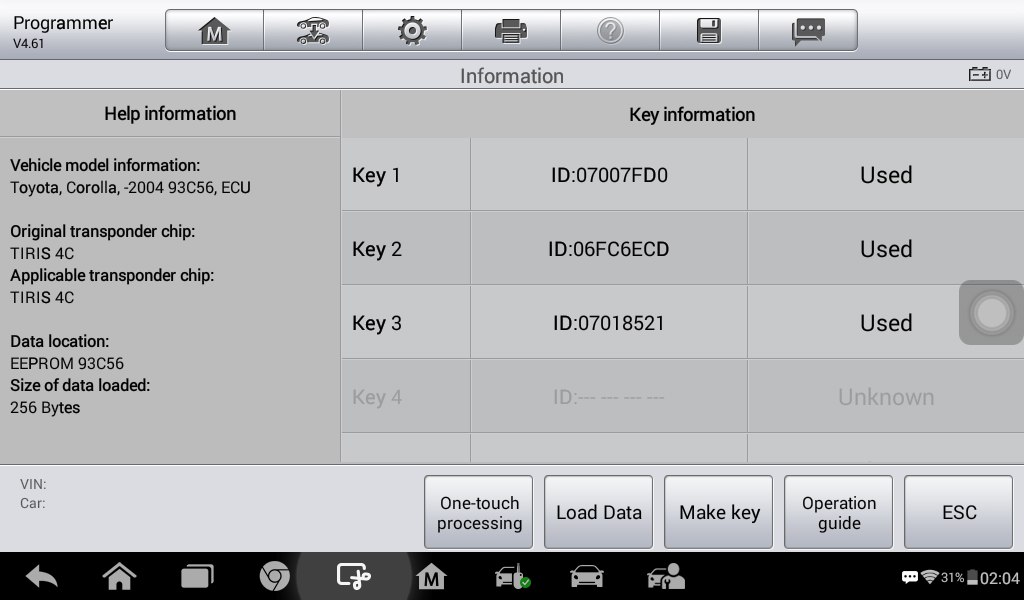 Programmer
V4.61
M
?
Information
0V
Help information
Key information
Vehicle model information:
Toyota, Corolla, -2004 93C56, ECU
Original transponder chip:
TIRIS 4C
Applicable transponder chip:
TIRIS 4C
Data location:
EEPROM 93C56
Size of data loaded:
256 Bytes
Key 1 ID:07007FD0 Used
Key 2 ID:06FC6ECD Used
Key 3 ID:07018521 Used
Key 4 ID:--- --- --- --- Unknown
VIN:
Car:
One-touch
processing
Load Data
Make key
Operation
guide
ESC
M
31%
02:04